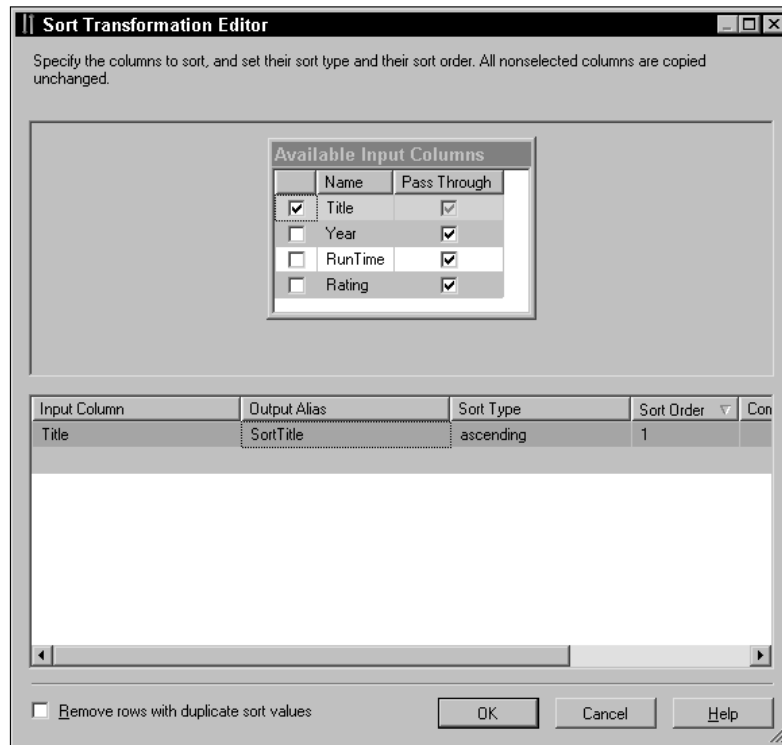 Sort Transformation Editor
Specify the columns to sort, and set their sort type and their sort order. All nonselected columns are copied
unchanged.
Available Input Columns
Name Pass Through
Title
Year
RunTime
Rating
Input Column Output Alias Sort Type Sort Order Con
Title SortTitle ascending 1
Remove rows with duplicate sort values OK Cancel Help